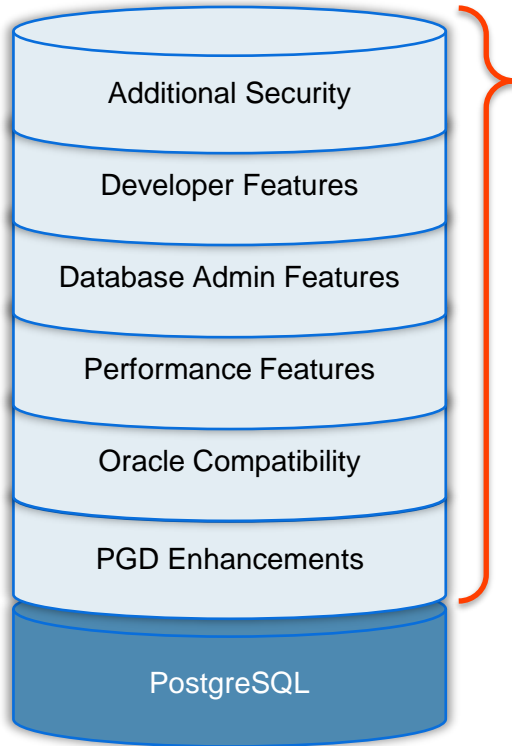 Additional Security
Developer Features
Database Admin Features
Performance Features
Oracle Compatibility
PGD Enhancements
PostgreSQL